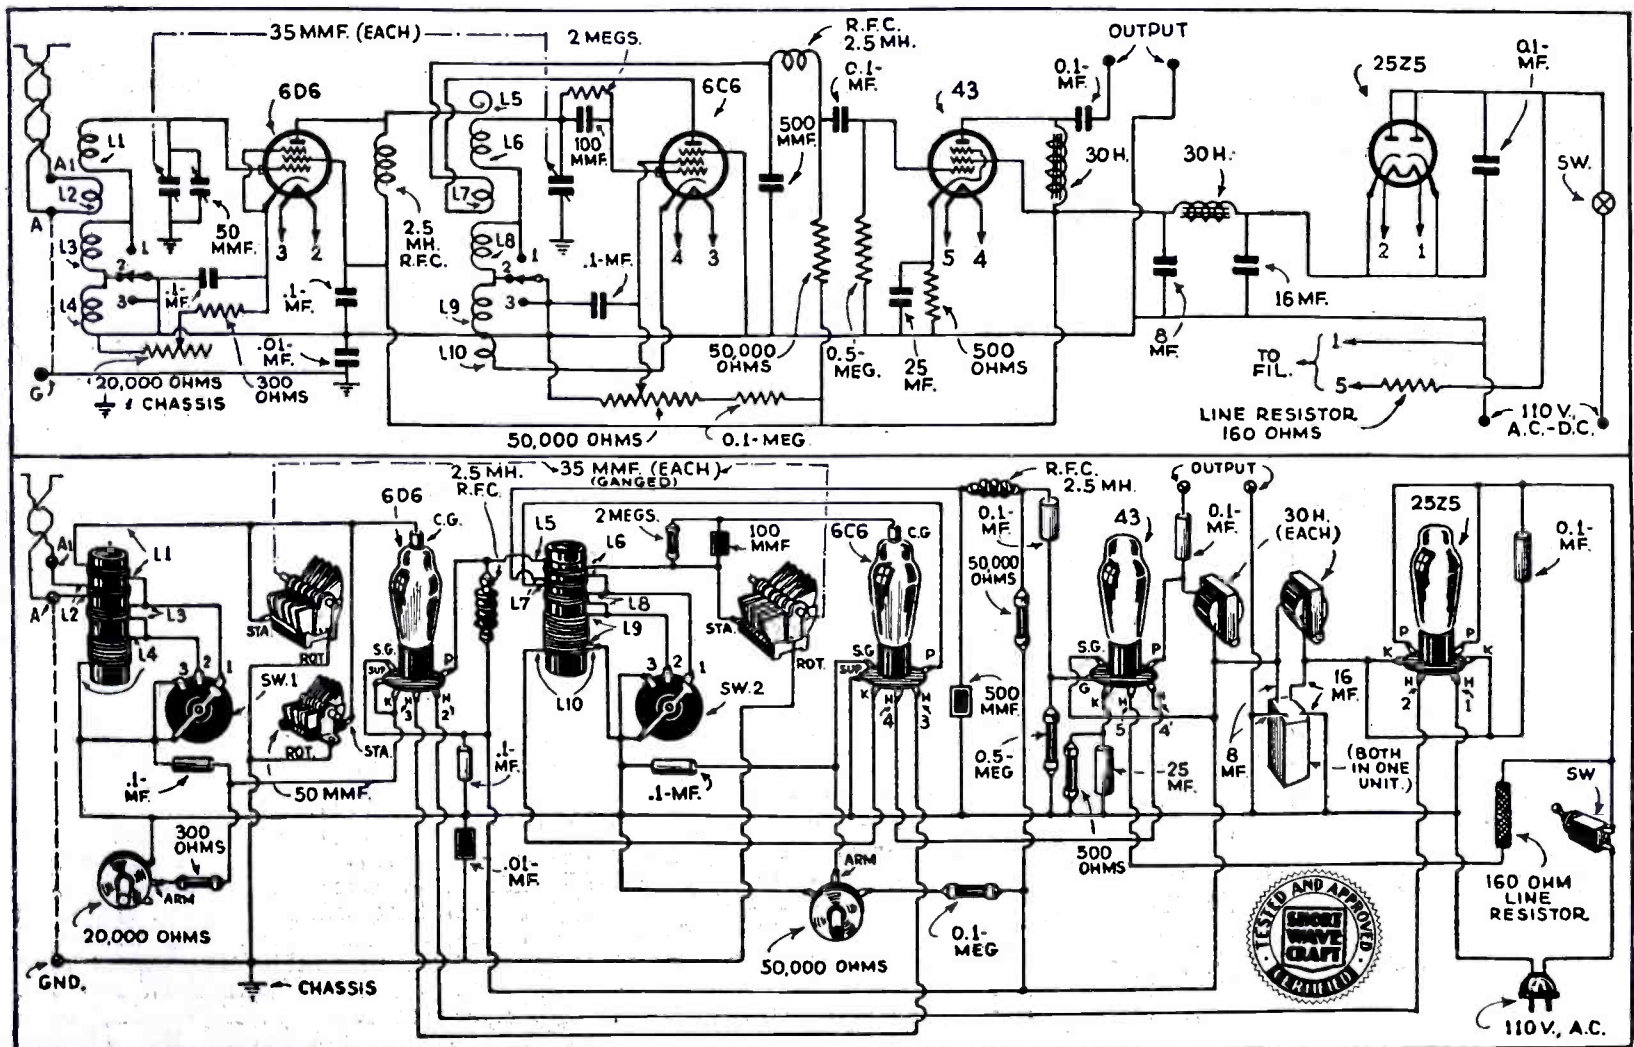 35 MMF. (EACH)
2 MEGS.
R.F.C.
2.5 MH.
OUTPUT
0.1-
MF.
25Z5
6D6
6C6
43
0.1-
MF.
0.1-
MF.
L5
L1
A1
L2
A
L3
L4
L6
L7
L8
L9
L10
100
MMF.
500
MMF.
30 H.
30 H.
SW.
50
MMF.
1
2
3
3
2
2.5
MH.
R.F.C.
1
2
3
4
3
5
4
2
1
.1-
MF.
.1-
MF.
.1-MF.
.01-
MF.
20,000 OHMS
300
OHMS
G
& CHASSIS
50,000
OHMS
0.5-
MEG.
25
MF.
500
OHMS
8
MF.
16 MF.
TO
FIL.
1
5
LINE RESISTOR
160 OHMS
110 V.,
A.C.-D.C.
50,000 OHMS
0.1-MEG.
2.5 MH.
R.F.C.
35 MMF. (EACH)
(GANGED)
R.F.C.
2.5 MH.
OUTPUT
6D6
C.G.
2 MEGS.
100
MMF
6C6
C.G
0.1-
MF.
43
0.1-
MF.
30 H.
(EACH)
25Z5
0.1-
MF.
A1
L1
A
L2
L3
L4
L5
L6
L7
L8
L9
L10
STA.
ROT.
STA.
ROT.
50,000
OHMS
S.G.
SUP
P
K
H
3
H
2
3
2
1
SW.1
ROT.
STA.
3
2
1
SW.2
S.G
SUP
P
K
H
4
H
3
500
MMF.
S.G.
P
G
K
H
5
H
4
P
P
K
K
H
2
H
1
16
MF.
8
MF.
(BOTH
IN ONE
UNIT.)
.1-
MF.
50 MMF.
.1-
MF.
.1-MF.
0.5-
MEG
25
MF.
500
OHMS
SW
300
OHMS
ARM
20,000 OHMS
.01-
MF.
ARM
50,000 OHMS
0.1-
MEG
160 OHM
LINE
RESISTOR
TESTED AND APPROVED
SHORT
WAVE
CRAFT
CERTIFIED
GND.
CHASSIS
110 V., A.C.